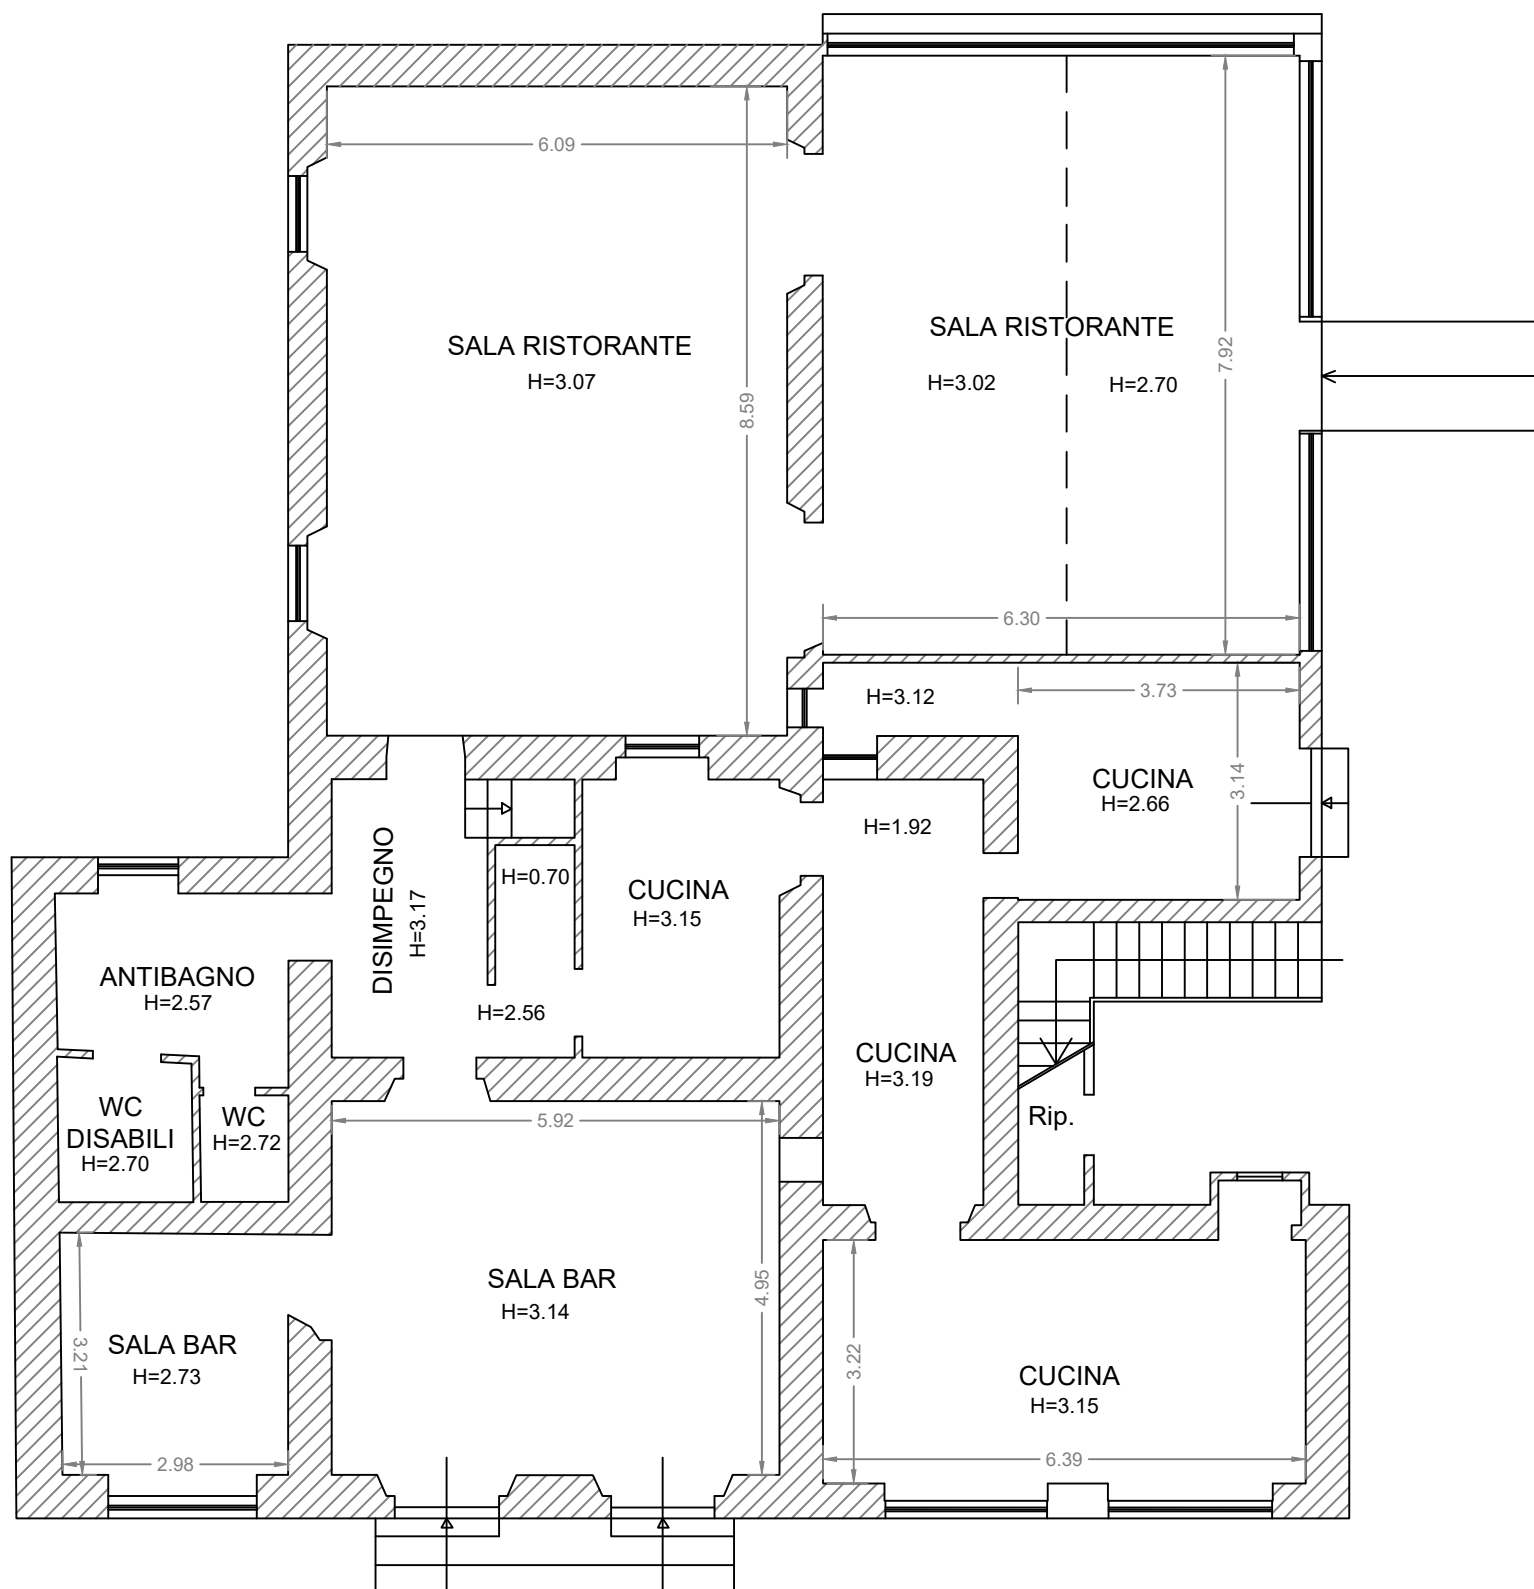 6.09
SALA RISTORANTE
H=3.07
8.59
SALA RISTORANTE
H=3.02
H=2.70
7.92
6.30
H=3.12
3.73
CUCINA
H=2.66
3.14
H=1.92
DISIMPEGNO
H=3.17
H=0.70
CUCINA
H=3.15
H=2.56
ANTIBAGNO
H=2.57
CUCINA
H=3.19
WC
DISABILI
H=2.70
WC
H=2.72
Rip.
5.92
SALA BAR
H=3.14
4.95
SALA BAR
H=2.73
3.21
2.98
3.22
CUCINA
H=3.15
6.39